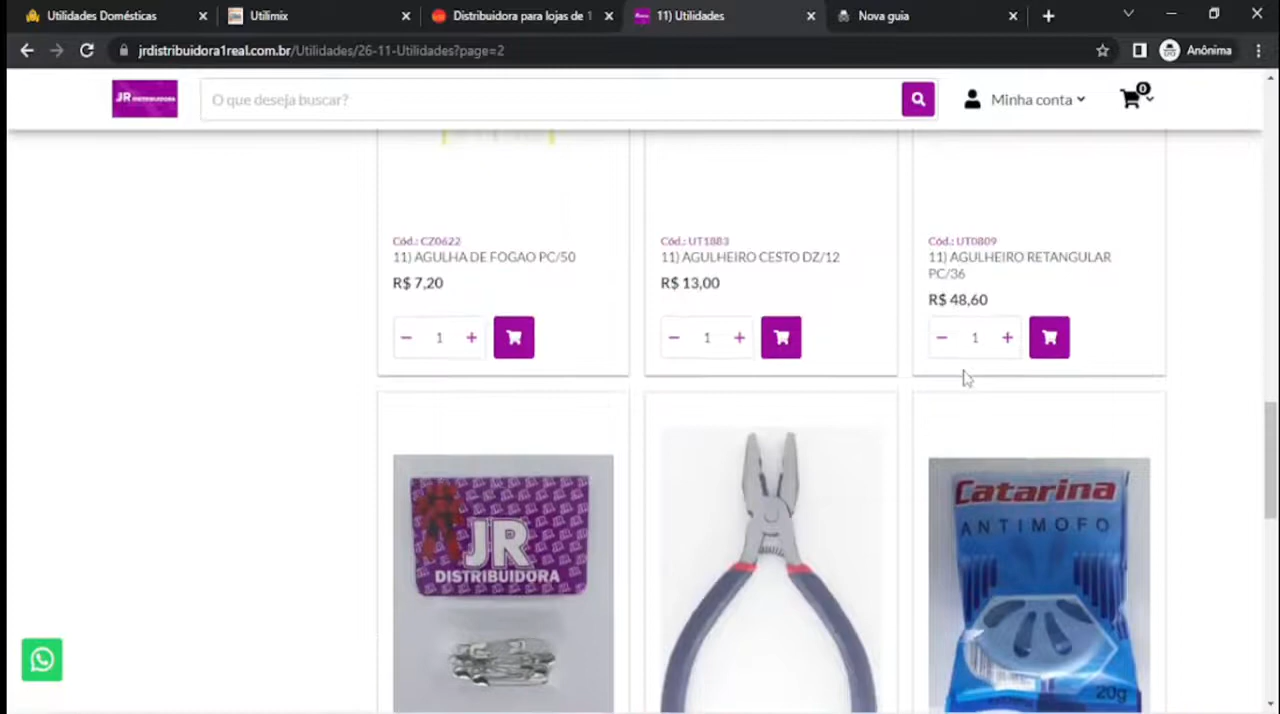 Utilidades Domésticas
Utilimix
Distribuidora para lojas de 1
11) Utilidades
Nova guia
jrdistribuidora1real.com.br/Utilidades/26-11-Utilidades?page=2
Anônima
JR DISTRIBUIDORA
O que deseja buscar?
Minha conta
0
Cód.: CZ0622
11) AGULHA DE FOGAO PC/50
R$ 7,20
1
Cód.: UT1883
11) AGULHEIRO CESTO DZ/12
R$ 13,00
1
Cód.: UT0809
11) AGULHEIRO RETANGULAR
PC/36
R$ 48,60
1
JR
DISTRIBUIDORA
Catarina
ANTIMOFO
20g